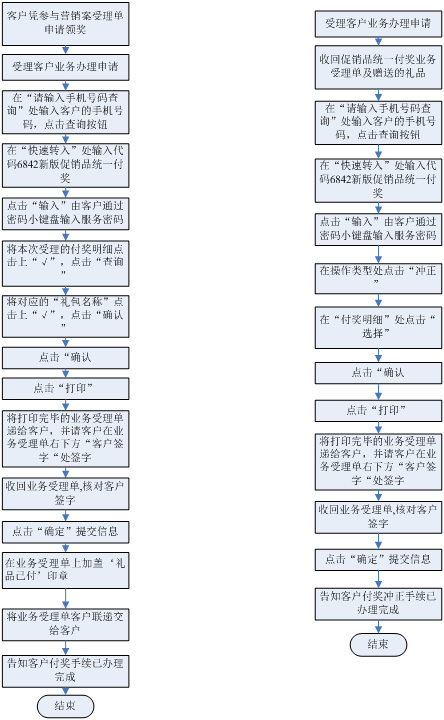 客户凭参与营销案受理单
申请领奖
受理客户业务办理申请
在“请输入手机号码查
询”处输入客户的手机号
码，点击查询按钮
在“快速转入”处输入代
码6842新版促销品统一付
奖
点击“输入”由客户通过
密码小键盘输入服务密码
将本次受理的付奖明细点
击上“√”，点击“查询
”
将对应的“礼包名称”点
击上“√”，点击“确认
”
点击“确认
点击“打印”
将打印完毕的业务受理单
递给客户，并请客户在业
务受理单右下方“客户签
字“处签字
收回业务受理单,核对客户
签字
点击“确定”提交信息
在业务受理单上加盖‘礼
品已付’印章
将业务受理单客户联递交
给客户
告知客户付奖手续已办理
完成
结束
受理客户业务办理申请
收回促销品统一付奖业务
受理单及赠送的礼品
在“请输入手机号码查
询”处输入客户的手机号
码，点击查询按钮
在“快速转入”处输入代
码6842新版促销品统一付
奖
点击“输入”由客户通过
密码小键盘输入服务密码
在操作类型处点击“冲正
”
在“付奖明细”处点击“
选择”
点击“确认
点击“打印”
将打印完毕的业务受理单
递给客户，并请客户在业
务受理单右下方“客户签
字“处签字
收回业务受理单,核对客户
签字
点击“确定”提交信息
告知客户付奖冲正手续已
办理完成
结束